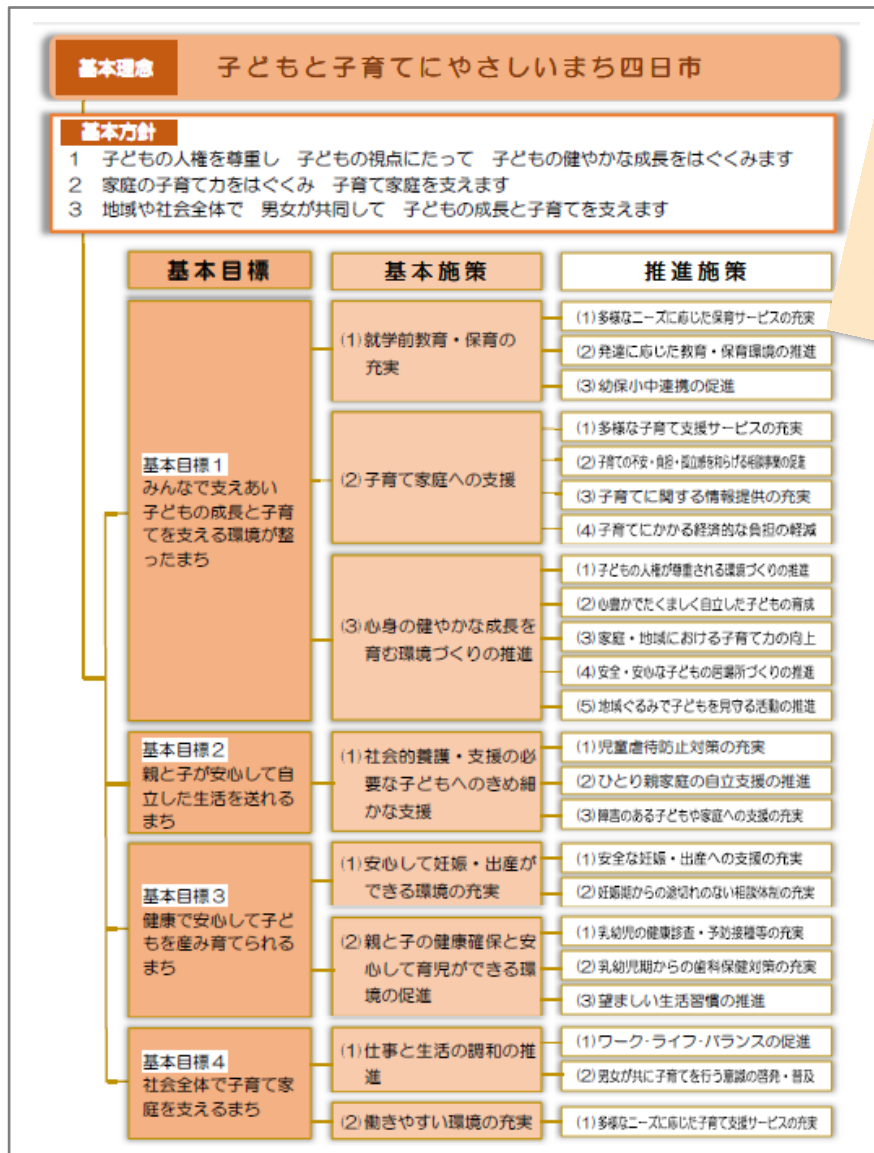 基本理念 子どもと子育てにやさしいまち四日市
基本方針
1 子どもの人権を尊重し 子どもの視点にたって 子どもの健やかな成長をはぐくみます
2 家庭の子育て力をはぐくみ 子育て家庭を支えます
3 地域や社会全体で 男女が共同して 子どもの成長と子育てを支えます
基本目標 基本施策 推進施策
基本目標1
みんなで支えあい
子どもの成長と子育
てを支える環境が整
ったまち
(1)就学前教育・保育の
充実
(1)多様なニーズに応じた保育サービスの充実
(2)発達に応じた教育・保育環境の推進
(3)幼保小中連携の促進
(2)子育て家庭への支援
(1)多様な子育て支援サービスの充実
(2)子育ての不安・負担・孤立感を和らげる相談事業の促進
(3)子育てに関する情報提供の充実
(4)子育てにかかる経済的な負担の軽減
(3)心身の健やかな成長を
育む環境づくりの推進
(1)子どもの人権が尊重される環境づくりの推進
(2)心豊かでたくましく自立した子どもの育成
(3)家庭・地域における子育て力の向上
(4)安全・安心な子どもの居場所づくりの推進
(5)地域ぐるみで子どもを見守る活動の推進
基本目標2
親と子が安心して自
立した生活を送れる
まち
(1)社会的養護・支援の必
要な子どもへのきめ細
かな支援
(1)児童虐待防止対策の充実
(2)ひとり親家庭の自立支援の推進
(3)障害のある子どもや家庭への支援の充実
基本目標3
健康で安心して子ど
もを産み育てられる
まち
(1)安心して妊娠・出産が
できる環境の充実
(1)安全な妊娠・出産への支援の充実
(2)妊娠期からの途切れのない相談体制の充実
(2)親と子の健康確保と安
心して育児ができる環
境の促進
(1)乳幼児の健康診査・予防接種等の充実
(2)乳幼児期からの歯科保健対策の充実
(3)望ましい生活習慣の推進
基本目標4
社会全体で子育て家
庭を支えるまち
(1)仕事と生活の調和の推
進
(1)ワーク・ライフ・バランスの促進
(2)男女が共に子育てを行う意識の啓発・普及
(2)働きやすい環境の充実
(1)多様なニーズに応じた子育て支援サービスの充実